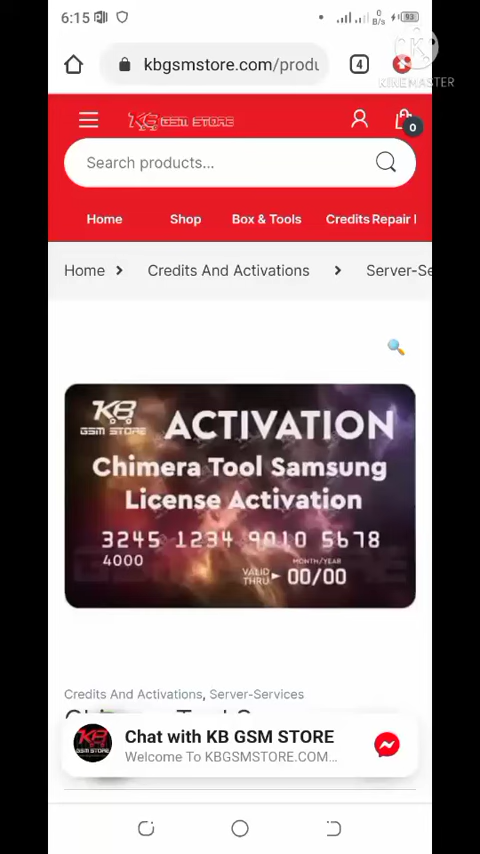 6:15
0
B/s
93
KINEMASTER
kbgsmstore.com/produ
4
KB GSM STORE
0
Search products...
Home
Shop
Box & Tools
Credits Repair
Home > Credits And Activations > Server-Se
KB
GSM STORE
ACTIVATION
Chimera Tool Samsung
License Activation
3245 1234 9010 5678
4000
MONTH/YEAR
VALID
THRU
00/00
Credits And Activations, Server-Services
Chat with KB GSM STORE
Welcome To KBGSMSTORE.COM...